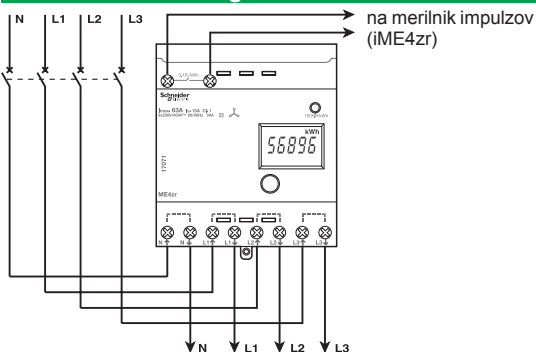 N L1 L2 L3
na merilnik impulzov
(iME4zr)
Schneider
Electric
63A
kWh
56896
17071
ME4zr
N N L1 L1 L2 L2 L3 L3
N L1 L2 L3